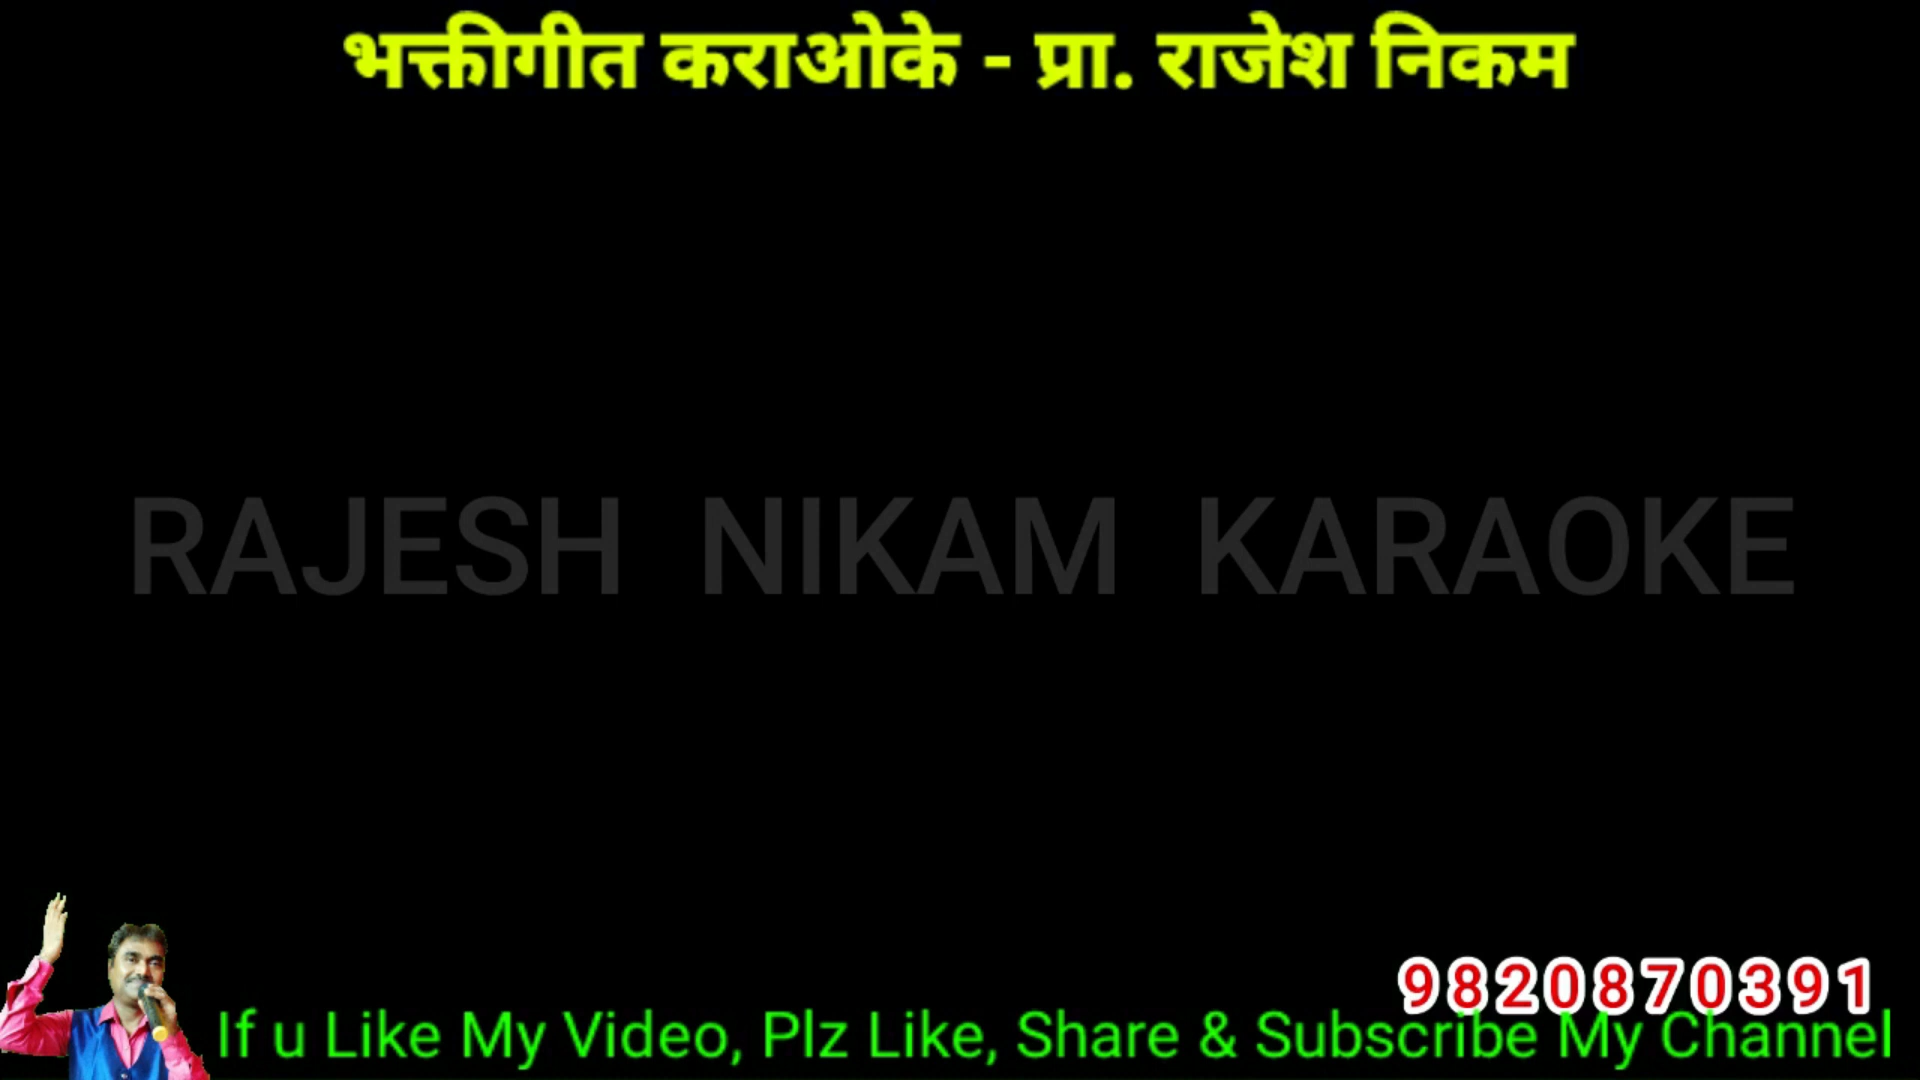 भक्तीगीत कराओके - प्रा. राजेश निकम
RAJESH NIKAM KARAOKE
9820870391
If u Like My Video, Plz Like, Share & Subscribe My Channel